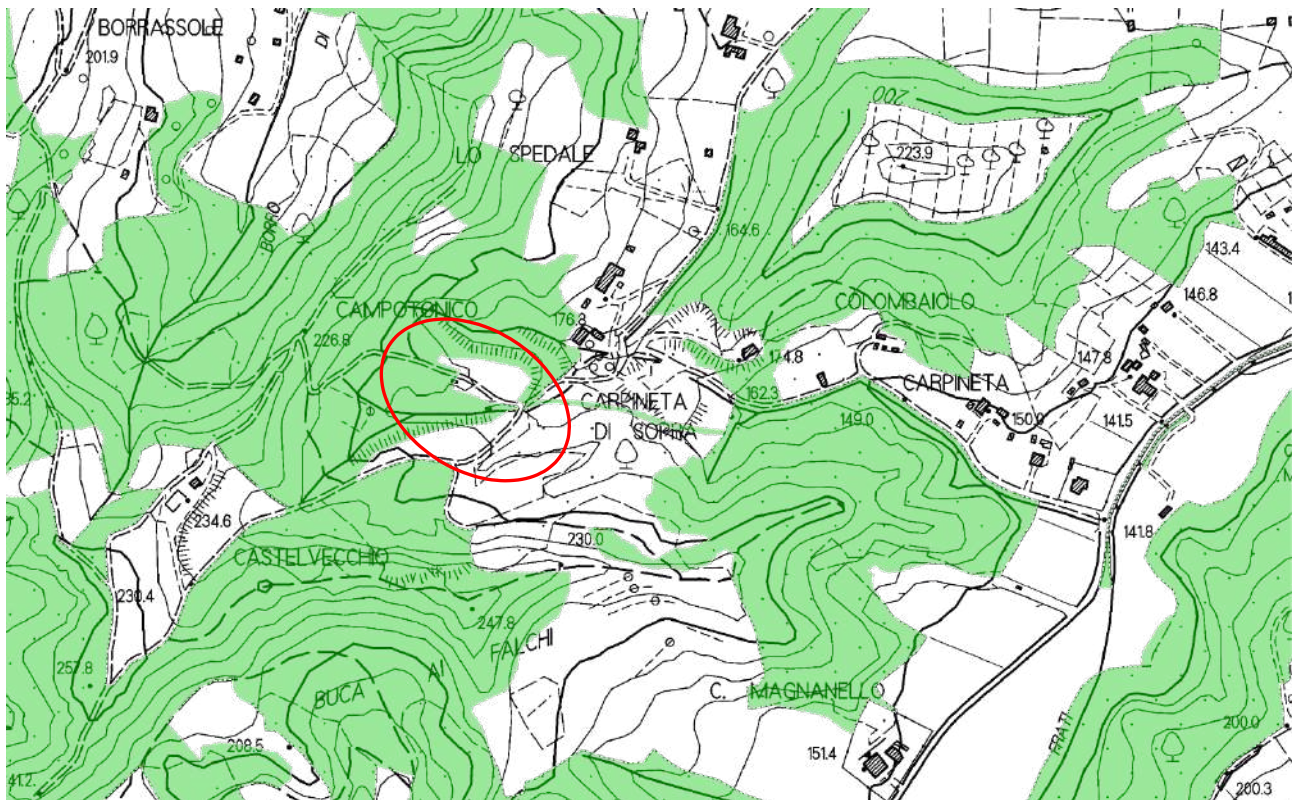 BORRASSOLE
201.9
DI
BORRO
LO SPEDALE
200
223.9
164.6
143.4
146.8
CAMPOTONICO
176.3
COLOMBAIOLO
226.8
174.8
147.8
CARPINETA
162.3
CARPINETA
DI SOPRA
149.0
150.9
141.5
234.6
230.0
141.8
CASTELVECCHIO
230.4
247.8
FALCHI
AI
BUCA
257.8
C. MAGNANELLO
208.5
151.4
FRATI
200.0
200.3